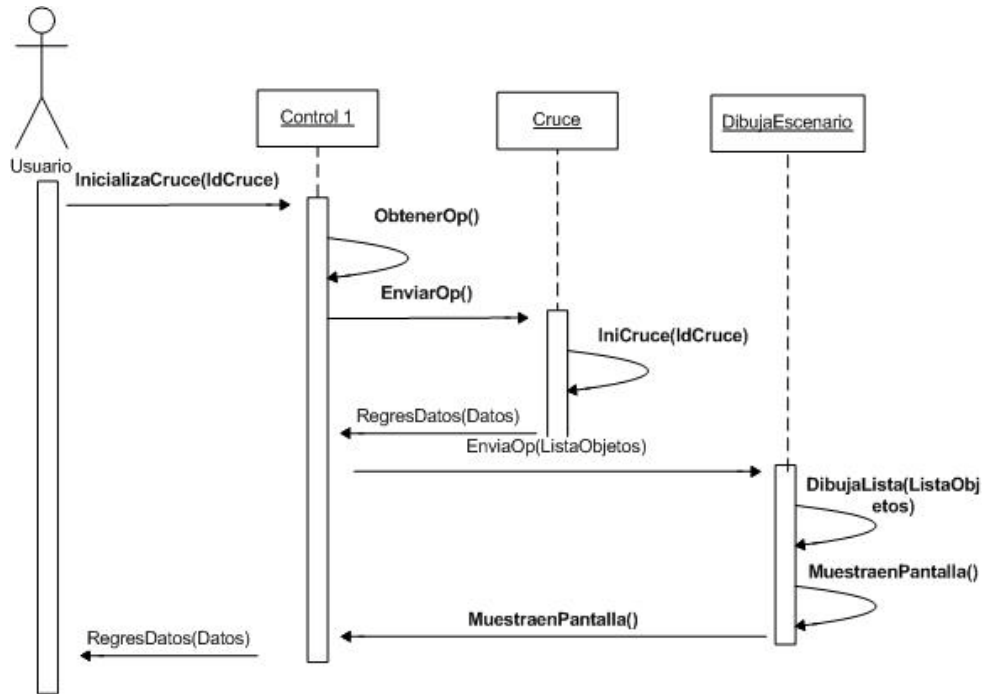 Control 1
Cruce
DibujaEscenario
Usuario
InicializaCruce(IdCruce)
ObtenerOp()
EnviarOp()
IniCruce(IdCruce)
RegresDatos(Datos)
EnviaOp(ListaObjetos)
DibujaLista(ListaObj
etos)
MuestraenPantalla()
MuestraenPantalla()
RegresDatos(Datos)